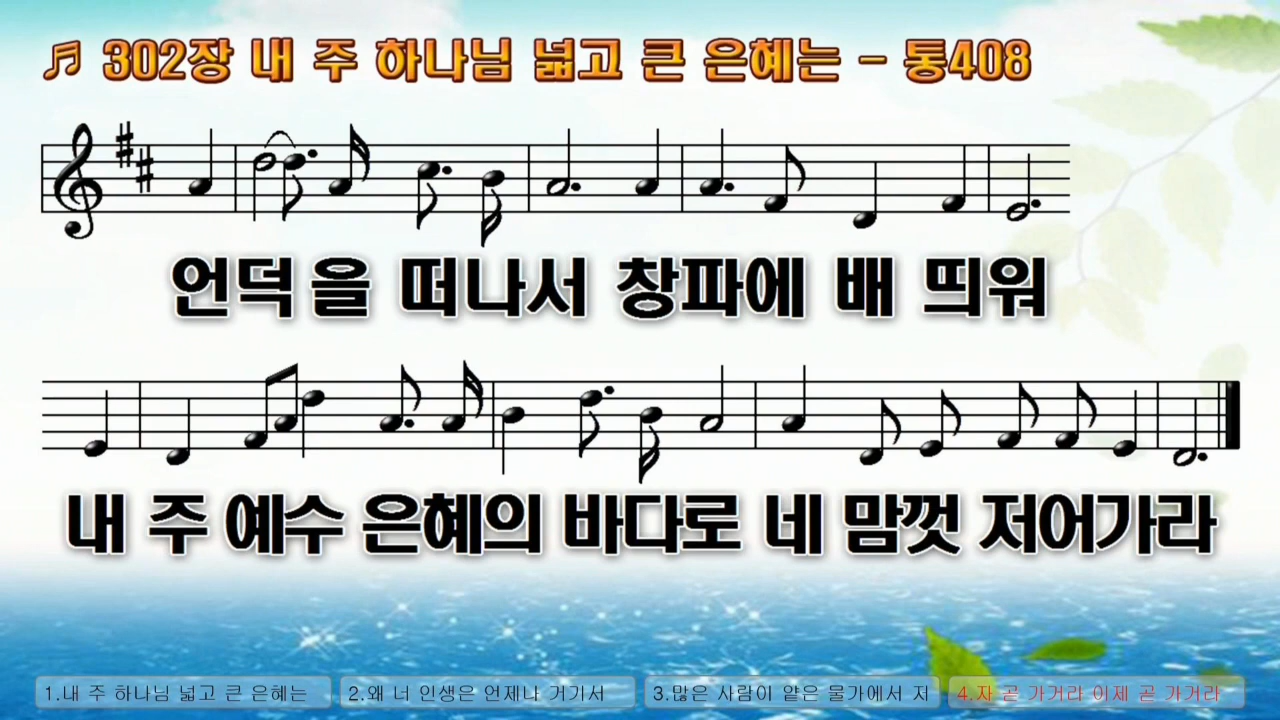 ♬ 302장 내 주 하나님 넓고 큰 은혜는 - 통408
언덕을 떠나서 창파에 배 띄워
내 주 예수 은혜의 바다로 네 맘껏 저어가라
1.내 주 하나님 넓고 큰 은혜는
2.왜 너 인생은 언제나 거기서
3.많은 사람이 얕은 물가에서 저
4.자 곧 가거라 이제 곧 가거라